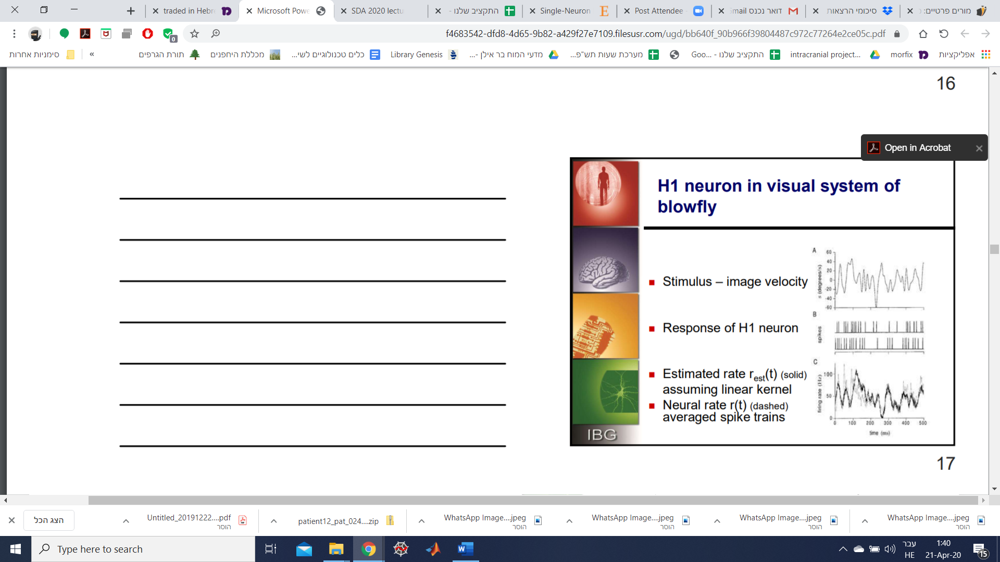 traded in Hebr
Microsoft Powe
SDA 2020 lectu
התקציב שלנו -
Single-Neuron
Post Attendee -
דואר נכנס
סיכומי הרצאות
מורים פרטיים:
f4683542-dfd8-4d65-9b82-a429f27e7109.filesusr.com/ugd/bb640f_90b966f39804487c972c77264e2ce05c.pdf
0
אפליקציות
morfix
intracranial project...
התקציב שלנו - Goo...
מערכת שעות תש"פ...
מדעי המוח בר אילן -...
Library Genesis
כלים טכנולוגיים לשי...
מכללת היחפנים
תורת הגרפים
»
סימניות אחרות
16
Open in Acrobat
H1 neuron in visual system of
blowfly
Stimulus – image velocity
Response of H1 neuron
Estimated rate rest(t) (solid)
assuming linear kernel
Neural rate r(t) (dashed)
averaged spike trains
A
60
40
20
0
-20
-40
-60
s (degrees/s)
B
spikes
C
100
50
0
firing rate (Hz)
0 100 200 300 400 500
time (ms)
IBG
17
הצג הכל
Untitled_20191222....pdf
הוסר
patient12_pat_024....zip
WhatsApp Image....jpeg
הוסר
WhatsApp Image....jpeg
הוסר
WhatsApp Image....jpeg
הוסר
WhatsApp Image....jpeg
הוסר
Type here to search
עבר
HE
1:40
21-Apr-20
15